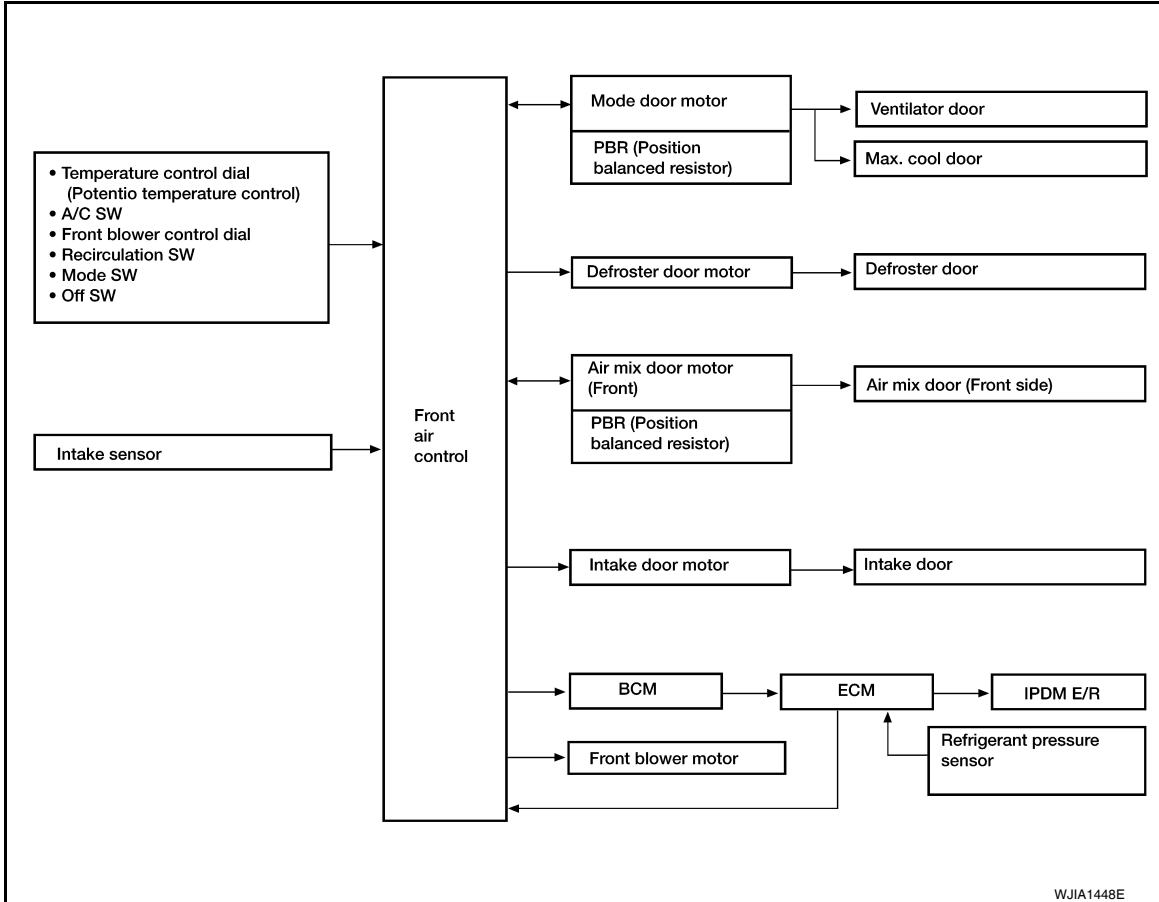 • Temperature control dial
(Potentio temperature control)
• A/C SW
• Front blower control dial
• Recirculation SW
• Mode SW
• Off SW
Intake sensor
Front
air
control
Mode door motor
PBR (Position
balanced resistor)
Ventilator door
Max. cool door
Defroster door motor
Defroster door
Air mix door motor
(Front)
PBR (Position
balanced resistor)
Air mix door (Front side)
Intake door motor
Intake door
BCM
ECM
IPDM E/R
Refrigerant pressure
sensor
Front blower motor
WJIA1448E